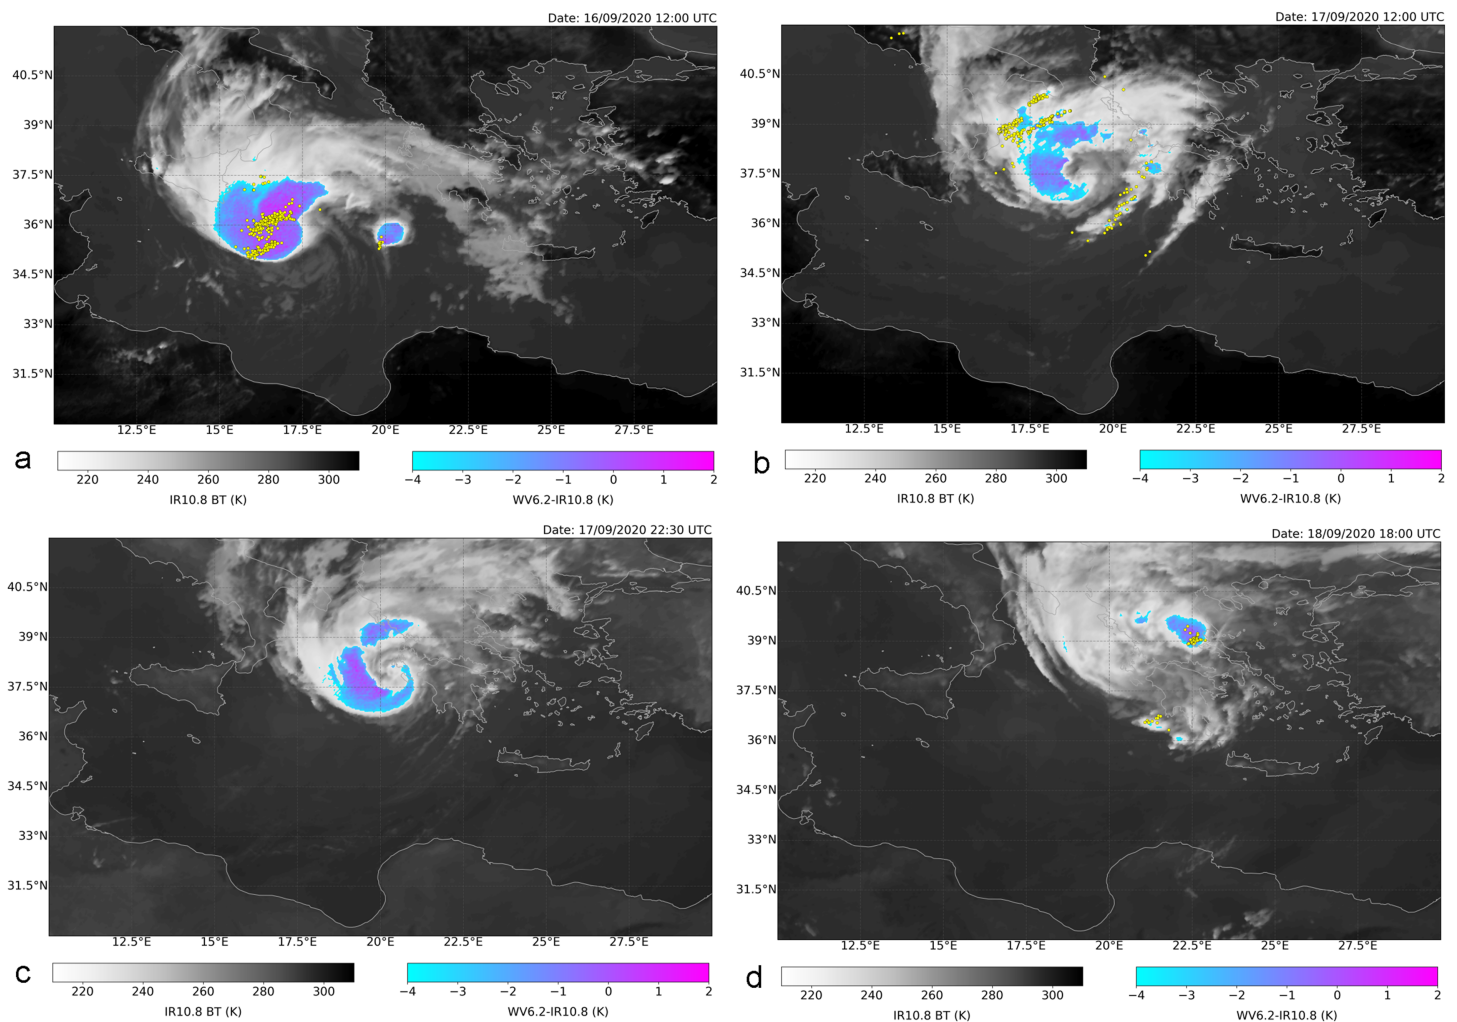 Date: 16/09/2020 12:00 UTC
40.5°N
39°N
37.5°N
36°N
34.5°N
33°N
31.5°N
12.5°E 15°E 17.5°E 20°E 22.5°E 25°E 27.5°E
a
220 240 260 280 300
IR10.8 BT (K)
−4 −3 −2 −1 0 1 2
WV6.2-IR10.8 (K)
Date: 17/09/2020 12:00 UTC
40.5°N
39°N
37.5°N
36°N
34.5°N
33°N
31.5°N
12.5°E 15°E 17.5°E 20°E 22.5°E 25°E 27.5°E
b
220 240 260 280 300
IR10.8 BT (K)
−4 −3 −2 −1 0 1 2
WV6.2-IR10.8 (K)
Date: 17/09/2020 22:30 UTC
40.5°N
39°N
37.5°N
36°N
34.5°N
33°N
31.5°N
12.5°E 15°E 17.5°E 20°E 22.5°E 25°E 27.5°E
c
220 240 260 280 300
IR10.8 BT (K)
−4 −3 −2 −1 0 1 2
WV6.2-IR10.8 (K)
Date: 18/09/2020 18:00 UTC
40.5°N
39°N
37.5°N
36°N
34.5°N
33°N
31.5°N
12.5°E 15°E 17.5°E 20°E 22.5°E 25°E 27.5°E
d
220 240 260 280 300
IR10.8 BT (K)
−4 −3 −2 −1 0 1 2
WV6.2-IR10.8 (K)